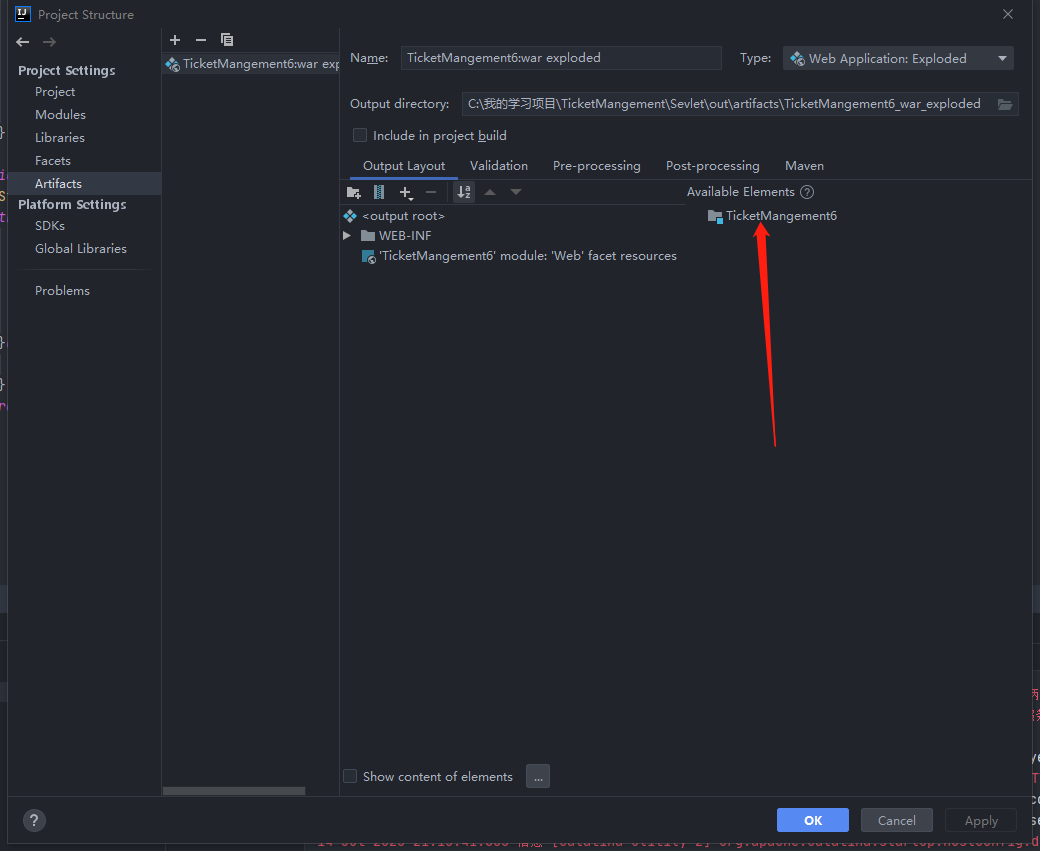 Project Structure
Project Settings
Project
Modules
Libraries
Facets
Artifacts
Platform Settings
SDKs
Global Libraries
Problems
TicketMangement6:war exp
Name: TicketMangement6:war exploded Type: Web Application: Exploded
Output directory: C:\我的学习项目\TicketMangement\Sevlet\out\artifacts\TicketMangement6_war_exploded
Include in project build
Output Layout Validation Pre-processing Post-processing Maven
Available Elements ?
<output root>
WEB-INF
'TicketMangement6' module: 'Web' facet resources
TicketMangement6
Show content of elements ...
? OK Cancel Apply